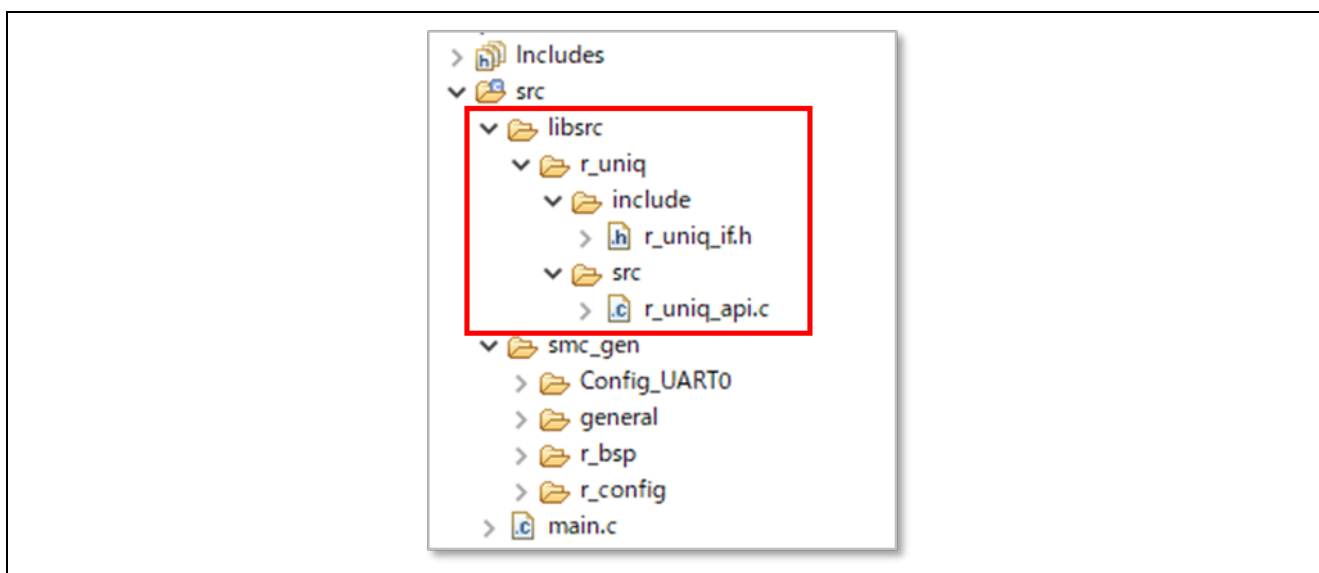 Includes
src
libsrc
r_uniq
include
r_uniq_if.h
src
r_uniq_api.c
smc_gen
Config_UART0
general
r_bsp
r_config
main.c